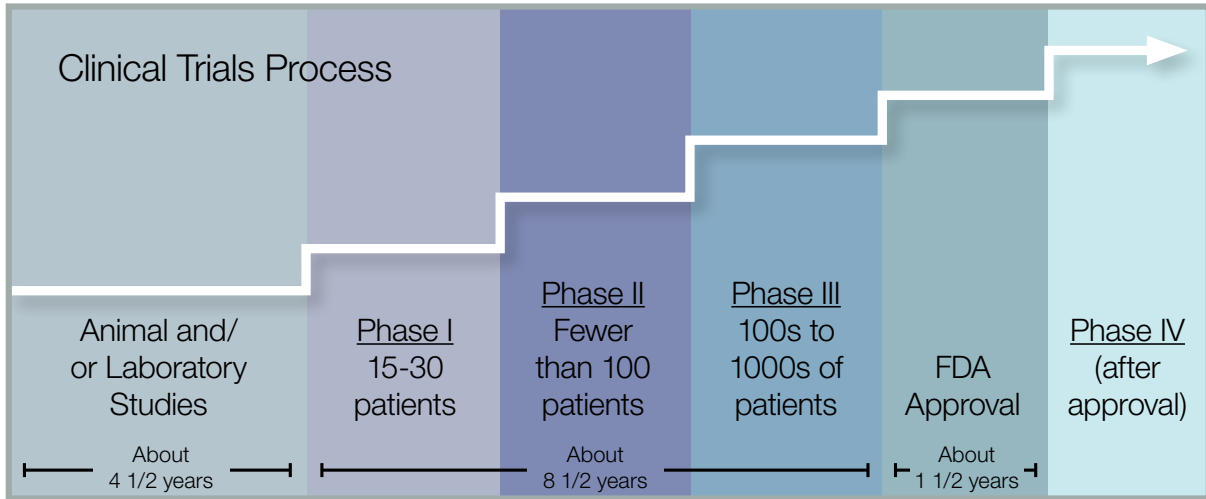 Clinical Trials Process
Animal and/
or Laboratory
Studies
Phase I
15-30
patients
Phase II
Fewer
than 100
patients
Phase III
100s to
1000s of
patients
FDA
Approval
Phase IV
(after
approval)
About
4 1/2 years
About
8 1/2 years
About
1 1/2 years